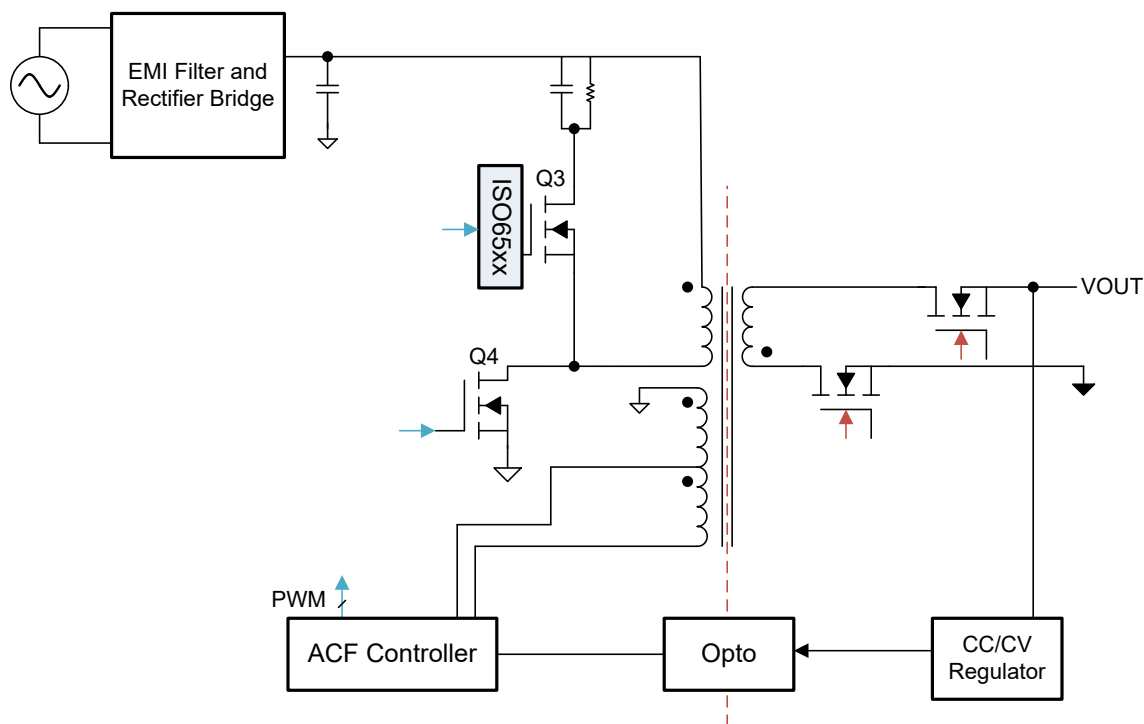 EMI Filter and
Rectifier Bridge
Q3
ISO65xx
Q4
VOUT
PWM
ACF Controller
Opto
CC/CV
Regulator